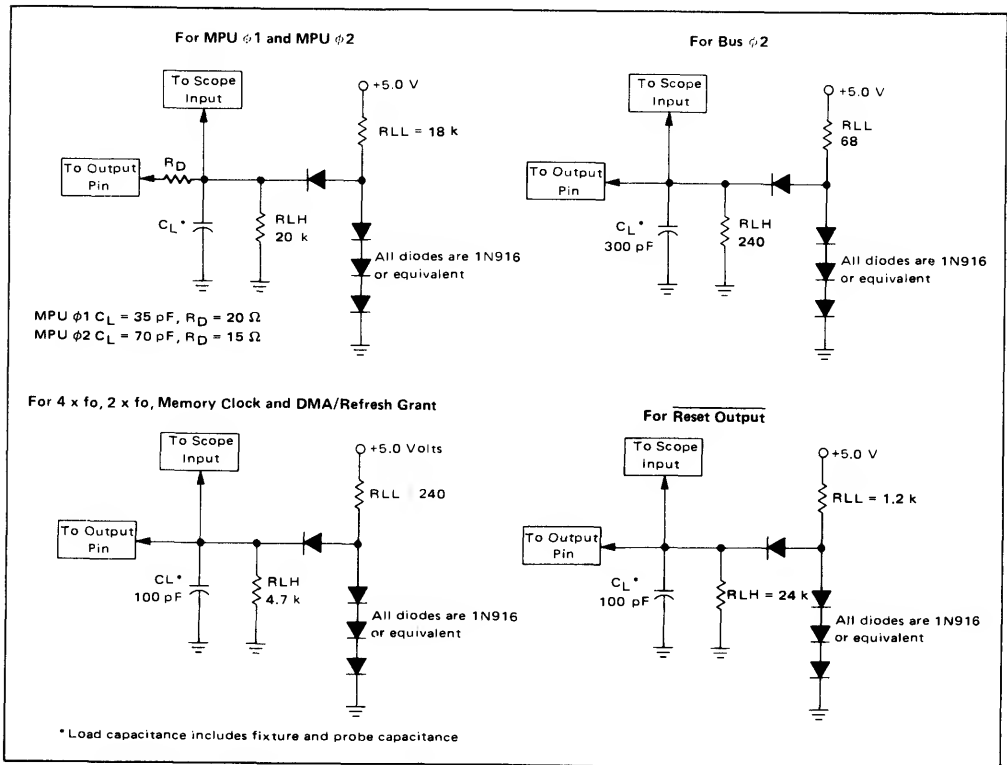 For MPU φ1 and MPU φ2
To Scope
Input
+5.0 V
RLL = 18 k
To Output
Pin
RD
CL*
RLH
20 k
All diodes are 1N916
or equivalent
MPU φ1 CL = 35 pF, RD = 20 Ω
MPU φ2 CL = 70 pF, RD = 15 Ω
For Bus φ2
To Scope
Input
+5.0 V
RLL
68
To Output
Pin
CL*
300 pF
RLH
240
All diodes are 1N916
or equivalent
For 4 x fo, 2 x fo, Memory Clock and DMA/Refresh Grant
To Scope
Input
+5.0 Volts
RLL 240
To Output
Pin
CL*
100 pF
RLH
4.7 k
All diodes are 1N916
or equivalent
For Reset Output
To Scope
Input
+5.0 V
RLL = 1.2 k
To Output
Pin
CL*
100 pF
RLH = 24 k
All diodes are 1N916
or equivalent
* Load capacitance includes fixture and probe capacitance